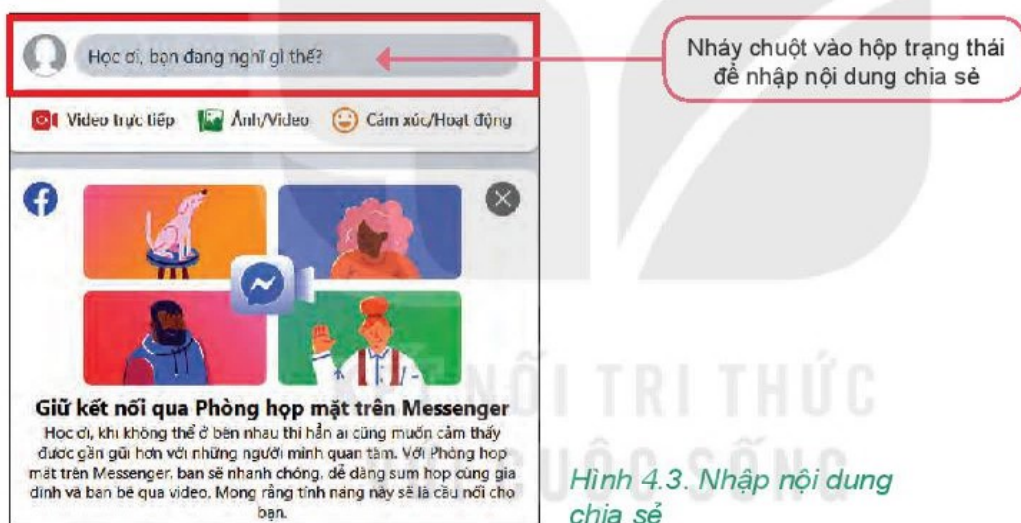 Học ơi, bạn đang nghĩ gì thế?
Nháy chuột vào hộp trạng thái
để nhập nội dung chia sẻ
Video trực tiếp Ảnh/Video Cảm xúc/Hoạt động
Giữ kết nối qua Phòng họp mặt trên Messenger
Học ơi, khi không thể ở bên nhau thì hẳn ai cũng muốn cảm thấy
được gần gũi hơn với những người mình quan tâm. Với Phòng họp
mặt trên Messenger, bạn sẽ nhanh chóng, dễ dàng sum họp cùng gia
đình và bạn bè qua video. Mong rằng tính năng này sẽ là cầu nối cho
bạn.
NỐI TRI THỨC
CUỘC SỐNG
Hình 4.3. Nhập nội dung
chia sẻ